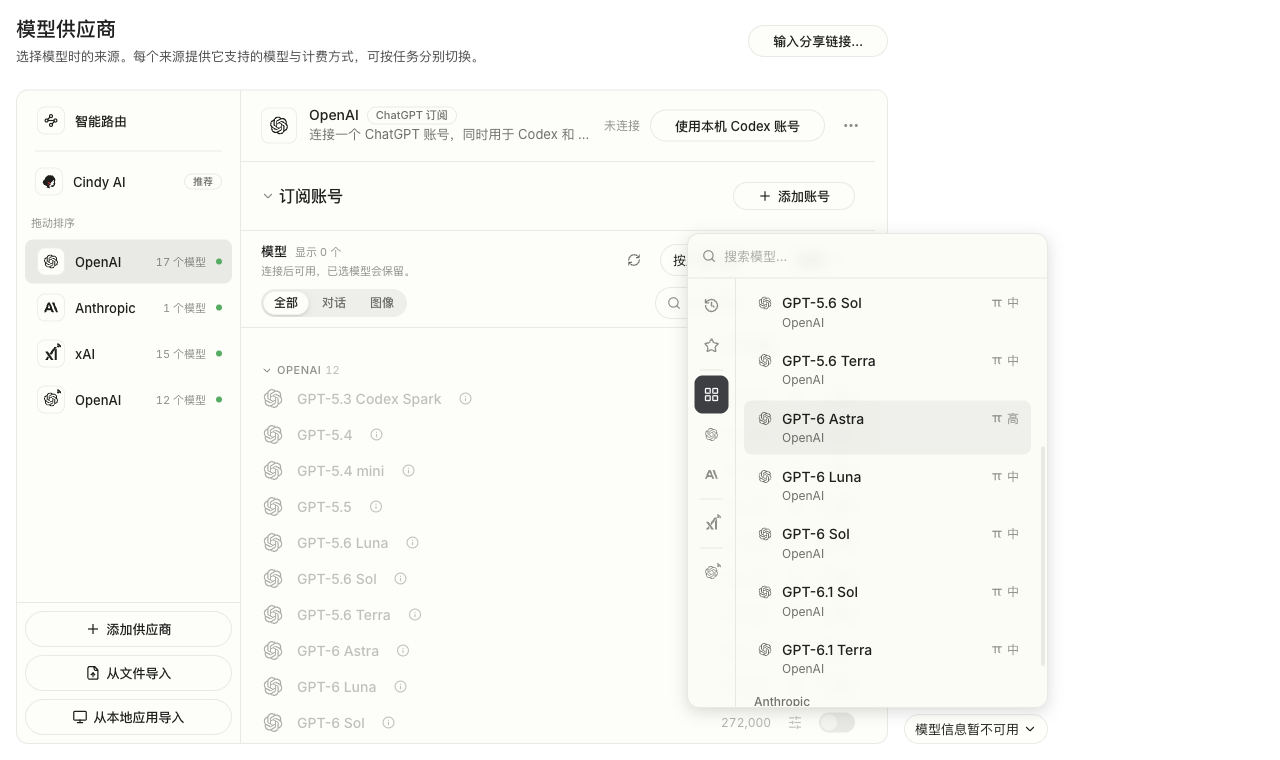 模型供应商
选择模型时的来源。每个来源提供它支持的模型与计费方式，可按任务分别切换。
输入分享链接...
智能路由
Cindy AI 推荐
拖动排序
OpenAI 17 个模型
Anthropic 1 个模型
xAI 15 个模型
OpenAI 12 个模型
添加供应商
从文件导入
从本地应用导入
OpenAI ChatGPT 订阅
连接一个 ChatGPT 账号，同时用于 Codex 和 ...
未连接 使用本机 Codex 账号
订阅账号
添加账号
模型 显示 0 个
连接后可用，已选模型会保留。
按
全部 对话 图像
OPENAI 12
GPT-5.3 Codex Spark
GPT-5.4
GPT-5.4 mini
GPT-5.5
GPT-5.6 Luna
GPT-5.6 Sol
GPT-5.6 Terra
GPT-6 Astra
GPT-6 Luna
GPT-6 Sol 272,000
搜索模型...
GPT-5.6 Sol π 中
OpenAI
GPT-5.6 Terra π 中
OpenAI
GPT-6 Astra π 高
OpenAI
GPT-6 Luna π 中
OpenAI
GPT-6 Sol π 中
OpenAI
GPT-6.1 Sol π 中
OpenAI
GPT-6.1 Terra π 中
OpenAI
Anthropic
模型信息暂不可用